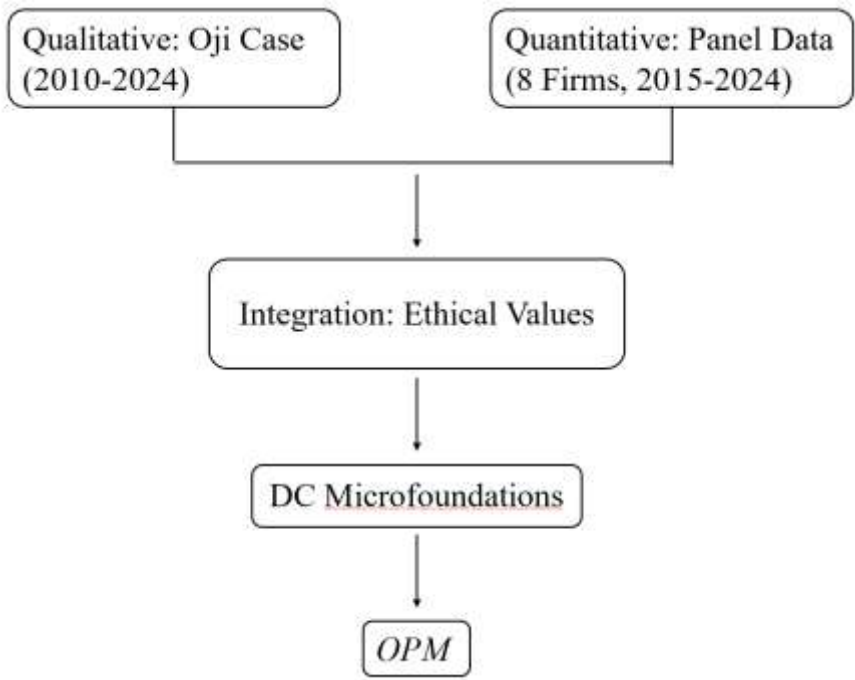 Qualitative: Oji Case
(2010-2024)
Quantitative: Panel Data
(8 Firms, 2015-2024)
Integration: Ethical Values
DC Microfoundations
OPM